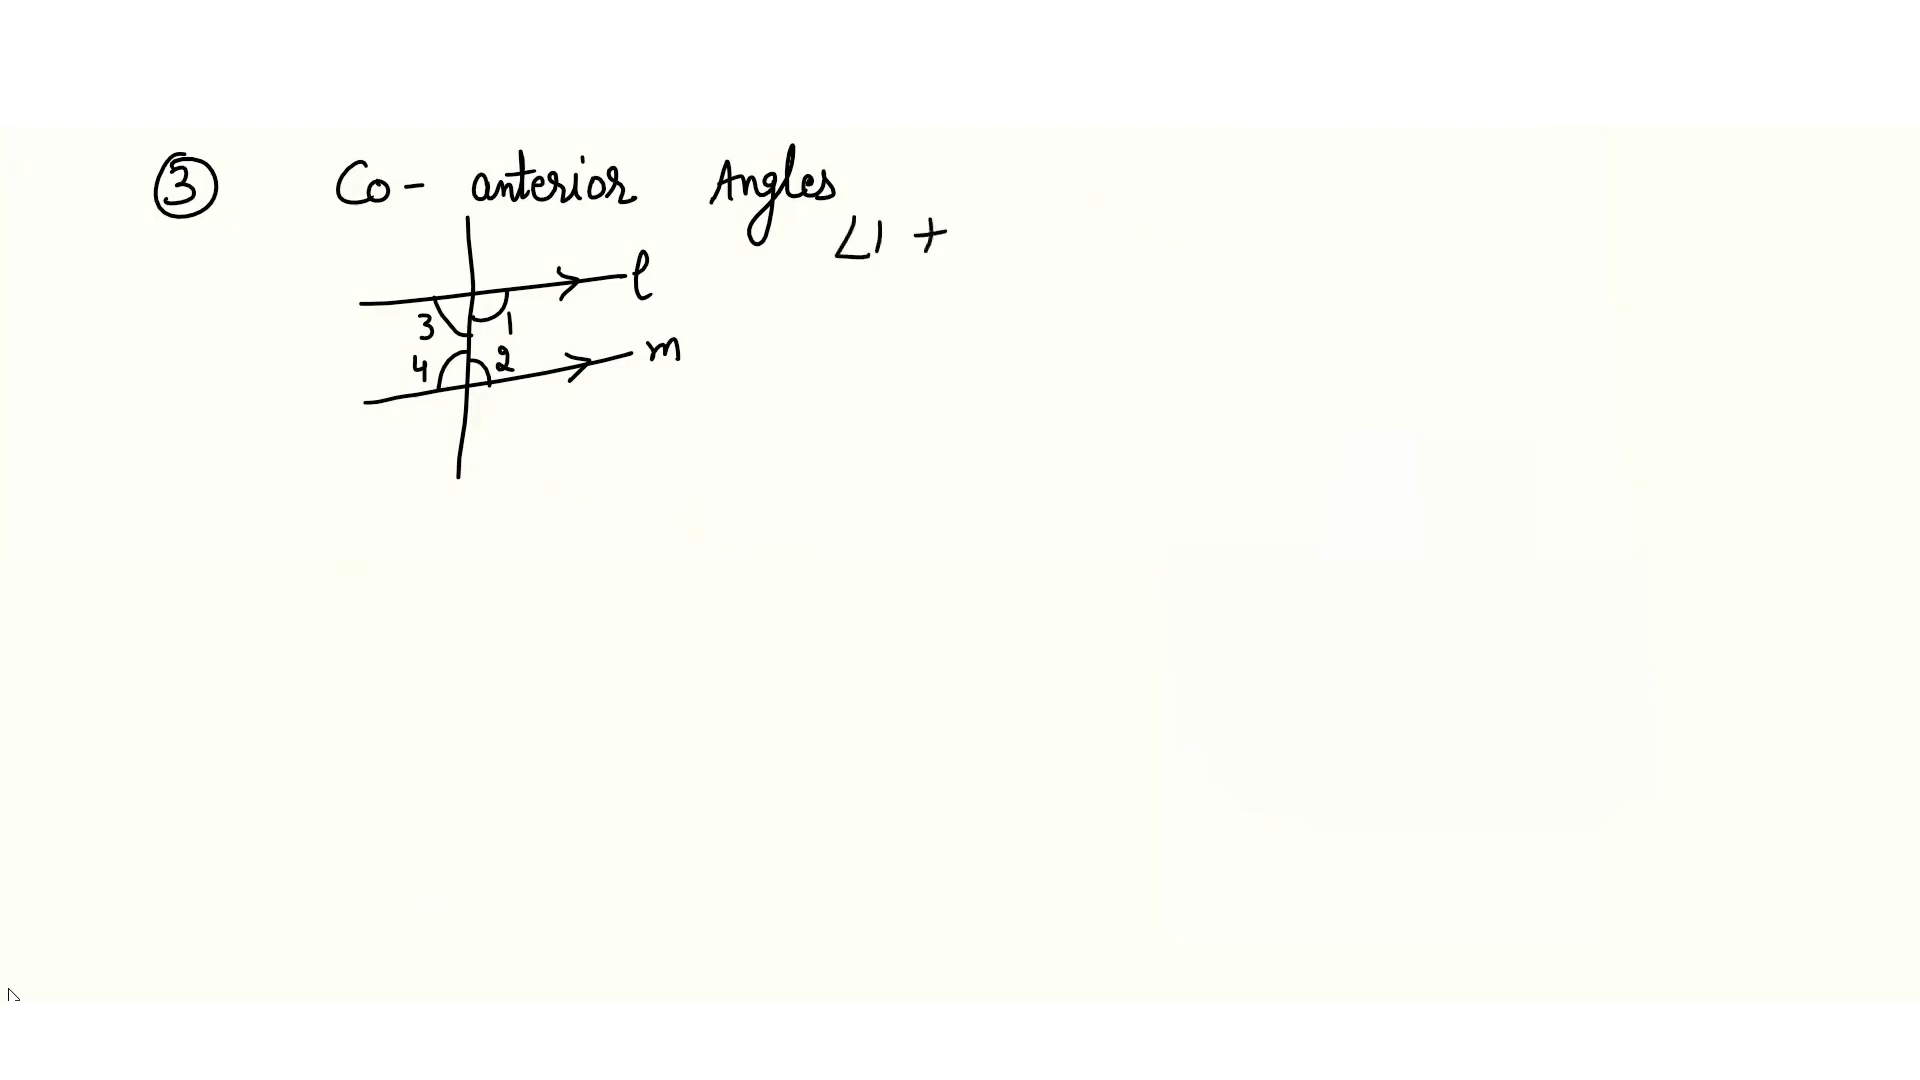 ③ Co- anterior Angles
∠1 +
l
3 1
4 2 m